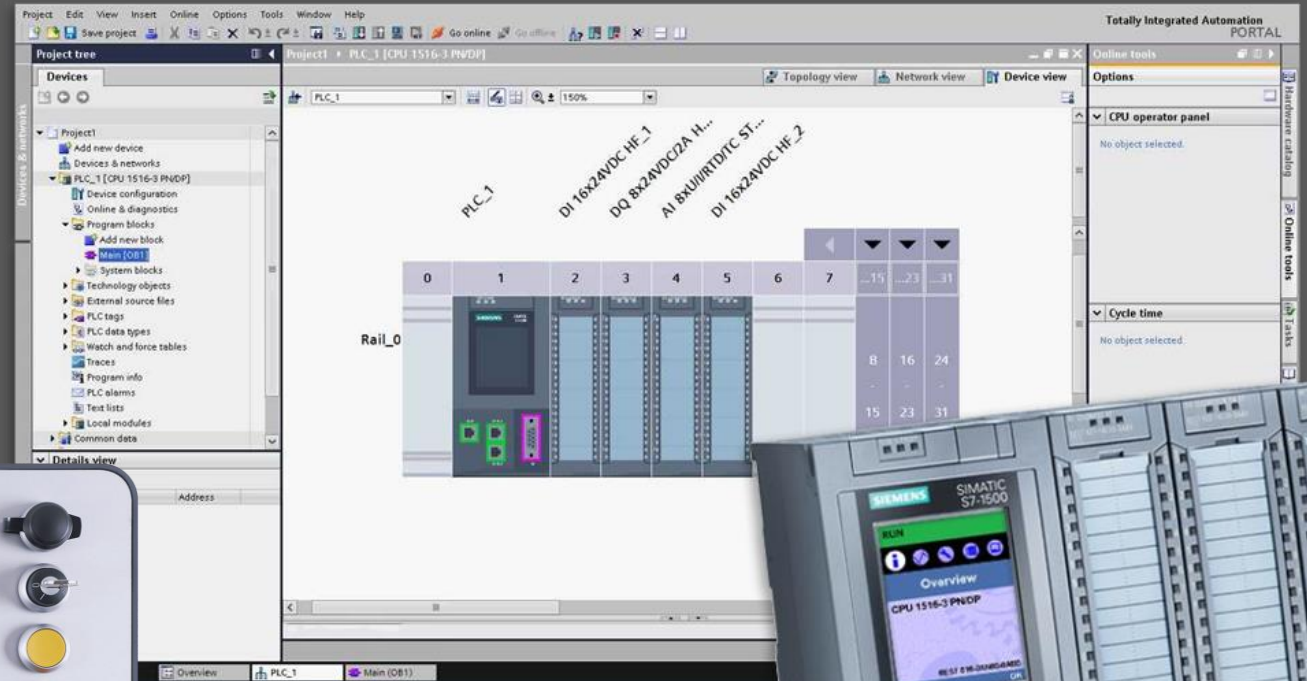 Project Edit View Insert Online Options Tools Window Help
Totally Integrated Automation
PORTAL
Save project Go online Go offline
Project tree
Project1 PLC_1 [CPU 1516-3 PN/DP]
Online tools
Devices
Topology view Network view Device view
Options
PLC_1 150%
Devices & networks
Project1
Add new device
Devices & networks
PLC_1 [CPU 1516-3 PN/DP]
Device configuration
Online & diagnostics
Program blocks
Add new block
Main [OB1]
System blocks
Technology objects
External source files
PLC tags
PLC data types
Watch and force tables
Traces
Program info
PLC alarms
Text lists
Local modules
Common data
Details view
Address
PLC_1
DI 16x24VDC HF_1
DQ 8x24VDC/2A H...
AI 8xU/I/RTD/TC ST...
DI 16x24VDC HF_2
0 1 2 3 4 5 6 7 ...15 ...23 ...31
SIEMENS
Rail_0
8 16 24
- - -
15 23 31
CPU operator panel
No object selected.
Cycle time
No object selected.
Hardware catalog
Online tools
Tasks
SIEMENS
SIMATIC
S7-1500
RUN
Overview
CPU 1516-3 PN/DP
OK
Overview PLC_1 Main (OB1)